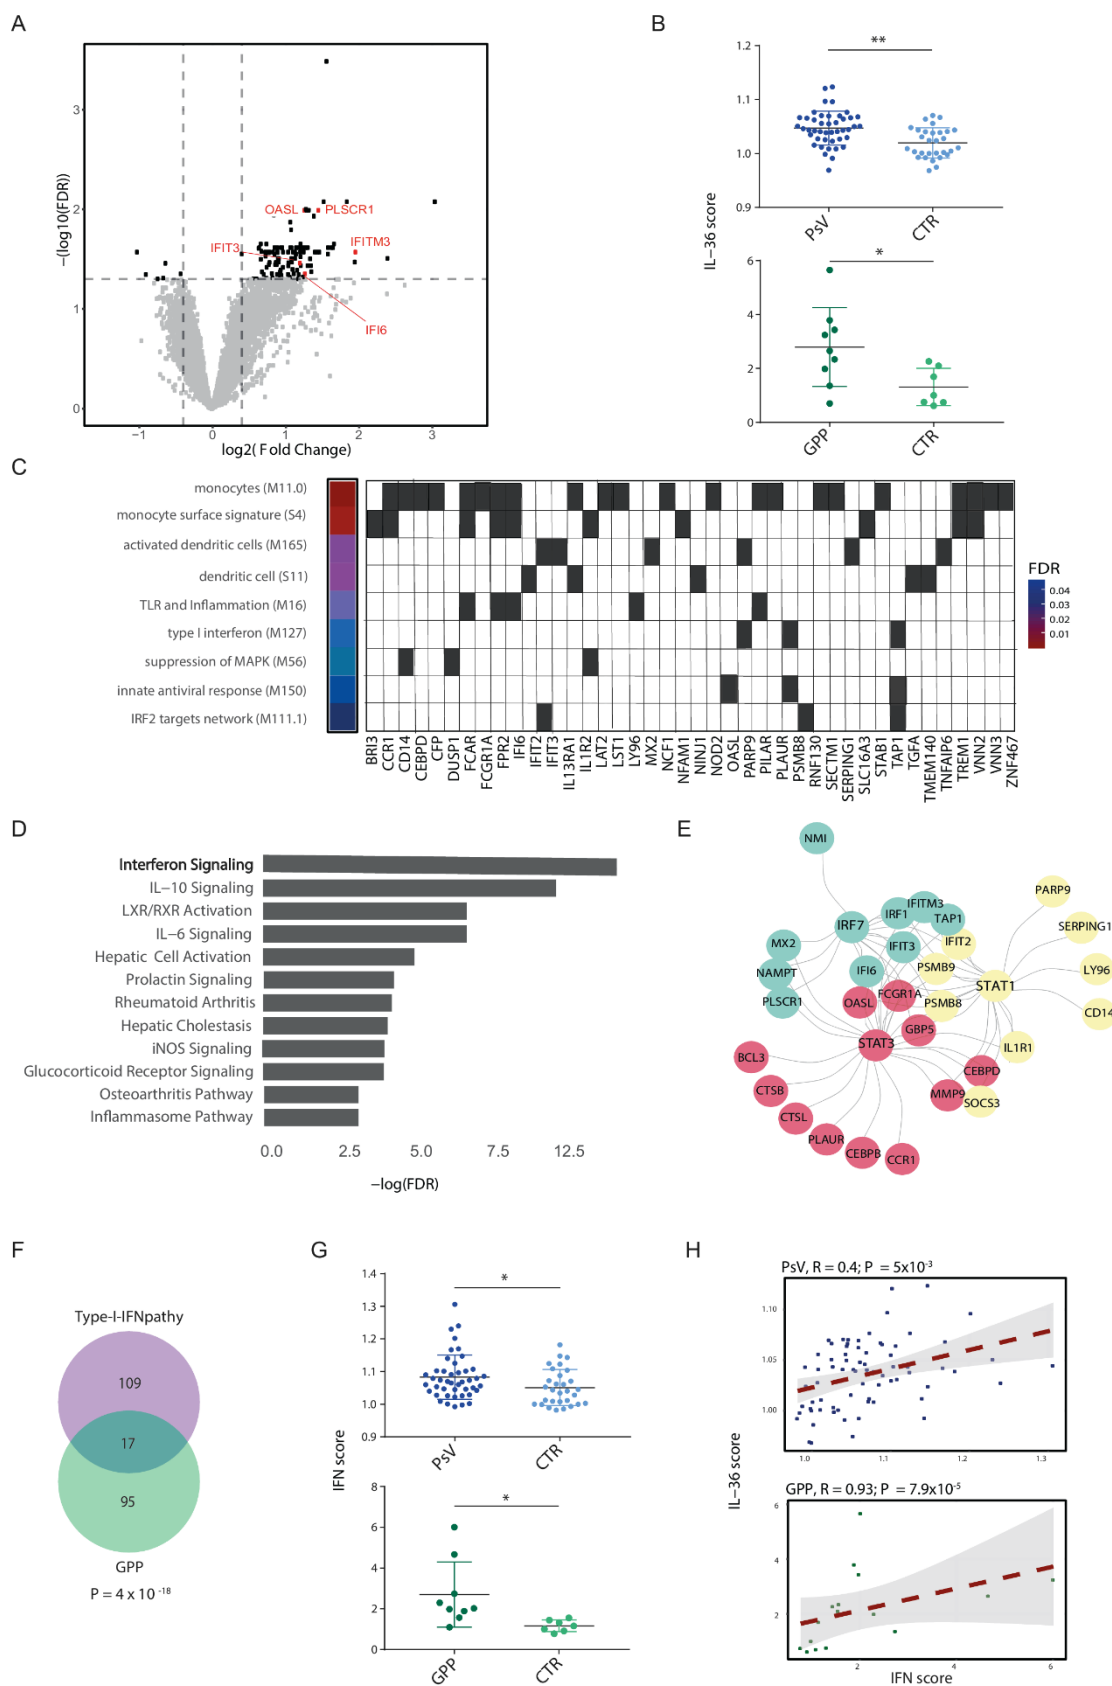 A
−(log10(FDR))
3
2
1
0
OASL
PLSCR1
IFIT3
IFITM3
IFI6
−1
0
1
2
3
log2( Fold Change)
B
IL−36 score
1.2
1.1
1.0
0.9
**
PsV
CTR
6
4
2
0
*
GPP
CTR
C
monocytes (M11.0)
monocyte surface signature (S4)
activated dendritic cells (M165)
dendritic cell (S11)
TLR and Inflammation (M16)
type I interferon (M127)
suppression of MAPK (M56)
innate antiviral response (M150)
IRF2 targets network (M111.1)
FDR
0.04
0.03
0.02
0.01
BRI3
CCR1
CD14
CEBPD
CFP
DUSP1
FCAR
FCGR1A
FPR2
IFI6
IFIT2
IFIT3
IL13RA1
IL1R2
LAT2
LST1
LY96
MX2
NCF1
NFAM1
NINJ1
NOD2
OASL
PARP9
PILAR
PLAUR
PSMB8
RNF130
SECTM1
SERPING1
SLC16A3
STAB1
TAP1
TGFA
TMEM140
TNFAIP6
TREM1
VNN2
VNN3
ZNF467
D
Interferon Signaling
IL−10 Signaling
LXR/RXR Activation
IL−6 Signaling
Hepatic Cell Activation
Prolactin Signaling
Rheumatoid Arthritis
Hepatic Cholestasis
iNOS Signaling
Glucocorticoid Receptor Signaling
Osteoarthritis Pathway
Inflammasome Pathway
0.0
2.5
5.0
7.5
12.5
−log(FDR)
E
NMI
PARP9
IFITM3
IRF1
TAP1
IRF7
SERPING1
MX2
IFIT3
IFIT2
NAMPT
IFI6
PSMB9
LY96
STAT1
PLSCR1
OASL
FCGR1A
PSMB8
CD14
GBP5
STAT3
IL1R1
BCL3
CEBPD
CTSB
MMP9
SOCS3
CTSL
PLAUR
CEBPB
CCR1
F
Type-I-IFNpathy
109
17
95
GPP
P = 4 x 10 -18
G
IFN score
1.4
1.3
1.2
1.1
1.0
0.9
*
PsV
CTR
8
6
4
2
0
*
GPP
CTR
H
IL−36 score
PsV, R = 0.4; P = 5x10-3
1.10
1.05
1.00
1.0
1.1
1.2
1.3
GPP, R = 0.93; P = 7.9x10-5
6
4
2
2
4
6
IFN score